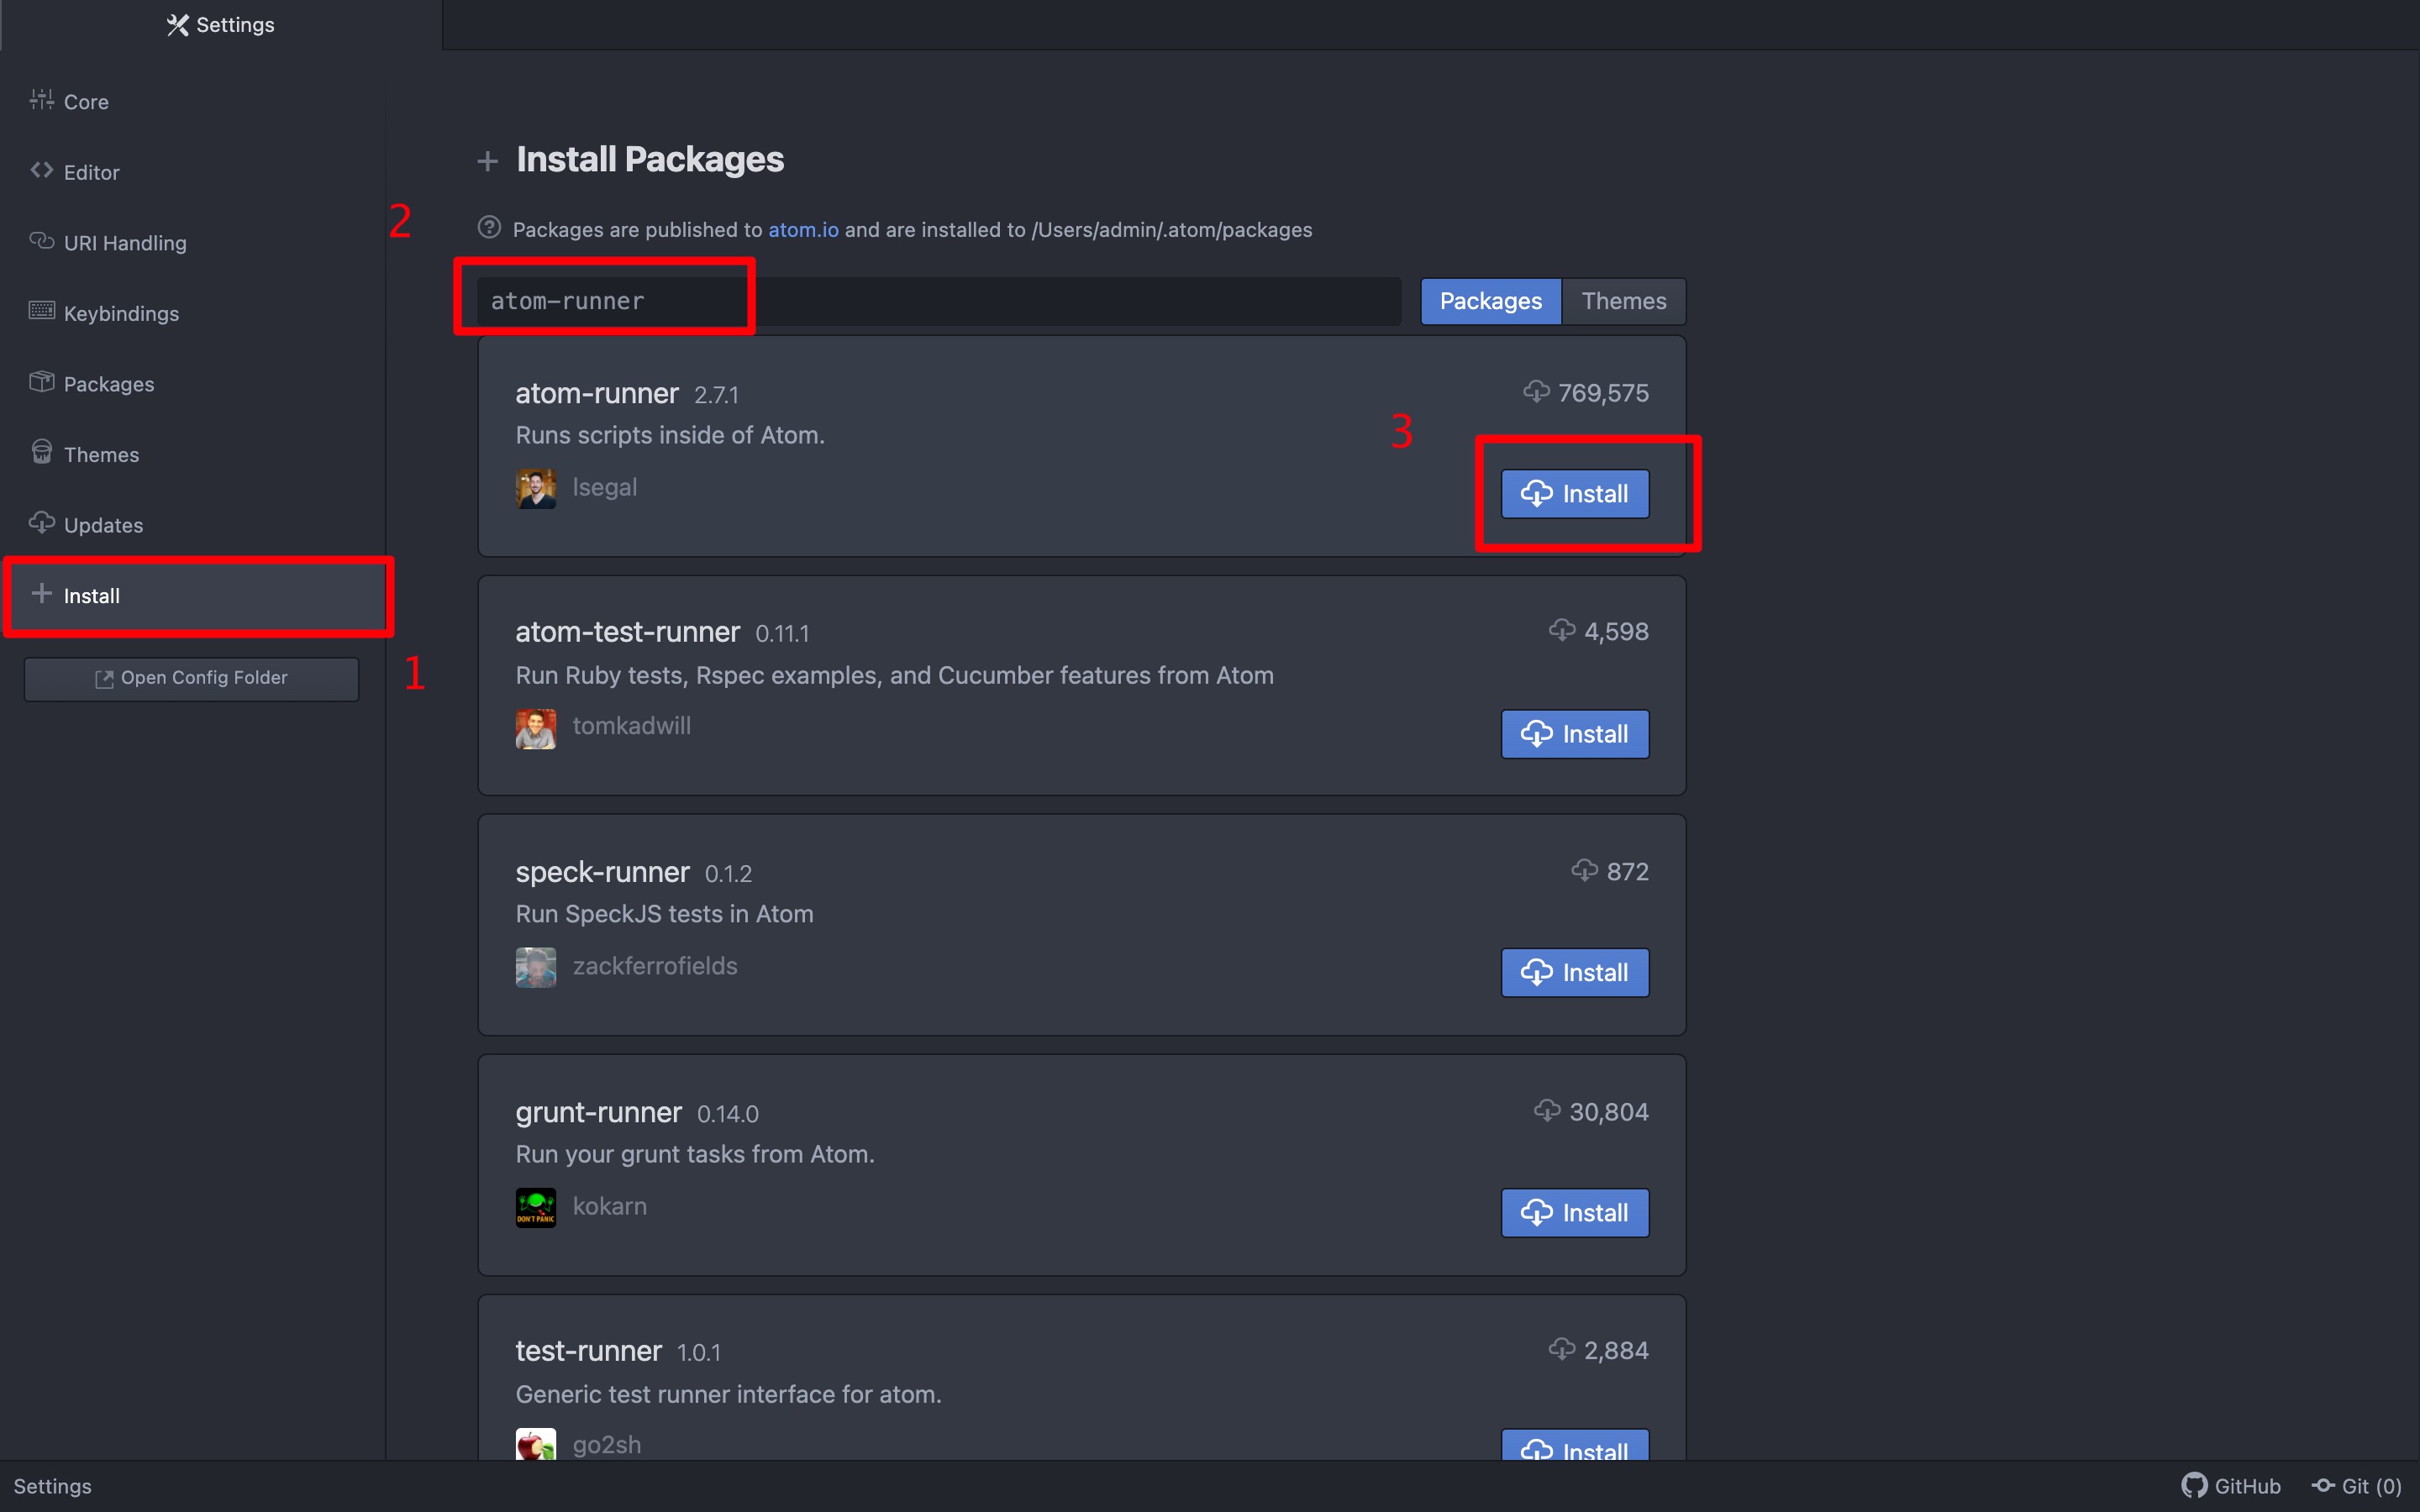 Settings
Core
Editor
URI Handling
Keybindings
Packages
Themes
Updates
Install
Open Config Folder
1
2
Install Packages
Packages are published to atom.io and are installed to /Users/admin/.atom/packages
atom-runner
Packages Themes
atom-runner 2.7.1 769,575
Runs scripts inside of Atom.
3
lsegal
Install
atom-test-runner 0.11.1 4,598
Run Ruby tests, Rspec examples, and Cucumber features from Atom
tomkadwill
Install
speck-runner 0.1.2 872
Run SpeckJS tests in Atom
zackferrofields
Install
grunt-runner 0.14.0 30,804
Run your grunt tasks from Atom.
DON'T PANIC
kokarn
Install
test-runner 1.0.1 2,884
Generic test runner interface for atom.
go2sh
Install
Settings GitHub Git (0)